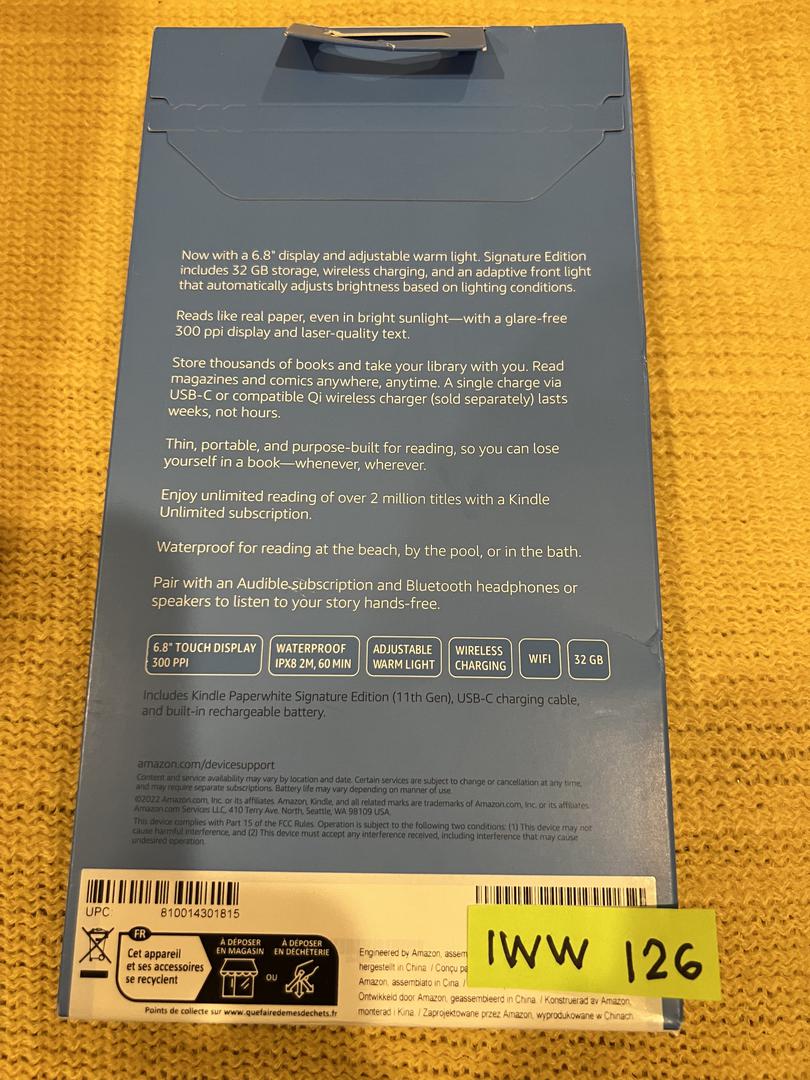 Now with a 6.8" display and adjustable warm light. Signature Edition
includes 32 GB storage, wireless charging, and an adaptive front light
that automatically adjusts brightness based on lighting conditions.
Reads like real paper, even in bright sunlight—with a glare-free
300 ppi display and laser-quality text.
Store thousands of books and take your library with you. Read
magazines and comics anywhere, anytime. A single charge via
USB-C or compatible Qi wireless charger (sold separately) lasts
weeks, not hours.
Thin, portable, and purpose-built for reading, so you can lose
yourself in a book—whenever, wherever.
Enjoy unlimited reading of over 2 million titles with a Kindle
Unlimited subscription.
Waterproof for reading at the beach, by the pool, or in the bath.
Pair with an Audible subscription and Bluetooth headphones or
speakers to listen to your story hands-free.
6.8" TOUCH DISPLAY
300 PPI
WATERPROOF
IPX8 2M, 60 MIN
ADJUSTABLE
WARM LIGHT
WIRELESS
CHARGING
WIFI
32 GB
Includes Kindle Paperwhite Signature Edition (11th Gen), USB-C charging cable,
and built-in rechargeable battery.
amazon.com/devicesupport
Content and service availability may vary by location and date. Certain services are subject to change or cancellation at any time,
and may require separate subscriptions. Battery life may vary depending on manner of use.
©2022 Amazon.com, Inc. or its affiliates. Amazon, Kindle, and all related marks are trademarks of Amazon.com, Inc. or its affiliates.
Amazon.com Services LLC, 410 Terry Ave. North, Seattle, WA 98109 USA.
This device complies with Part 15 of the FCC Rules. Operation is subject to the following two conditions: (1) This device may not
cause harmful interference, and (2) This device must accept any interference received, including interference that may cause
undesired operation.
UPC: 810014301815
FR
Cet appareil
et ses accessoires
se recyclent
À DÉPOSER
EN MAGASIN
OU
À DÉPOSER
EN DÉCHÈTERIE
Points de collecte sur www.quefairedemesdechets.fr
Engineered by Amazon, assem
hergestellt in China. / Conçu pa
Amazon, assemblato in Cina. /
Ontwikkeld door Amazon, geassembleerd in China. / Konstruerad av Amazon,
monterad i Kina. / Zaprojektowane przez Amazon, wyprodukowane w Chinach.
IWW 126